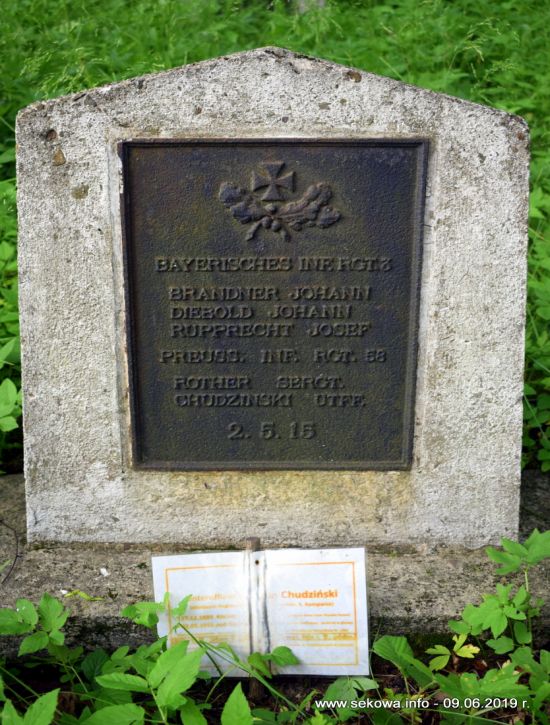 BAYERISCHES INF. RGT. 3
BRANDNER JOHANN
DIEBOLD JOHANN
RUPPRECHT JOSEF
PREUSS. INF. RGT. 58
ROTHER SERGT.
CHUDZINSKI UTFF.
2. 5. 15
Chudziński
www.sekowa.info - 09.06.2019 r.